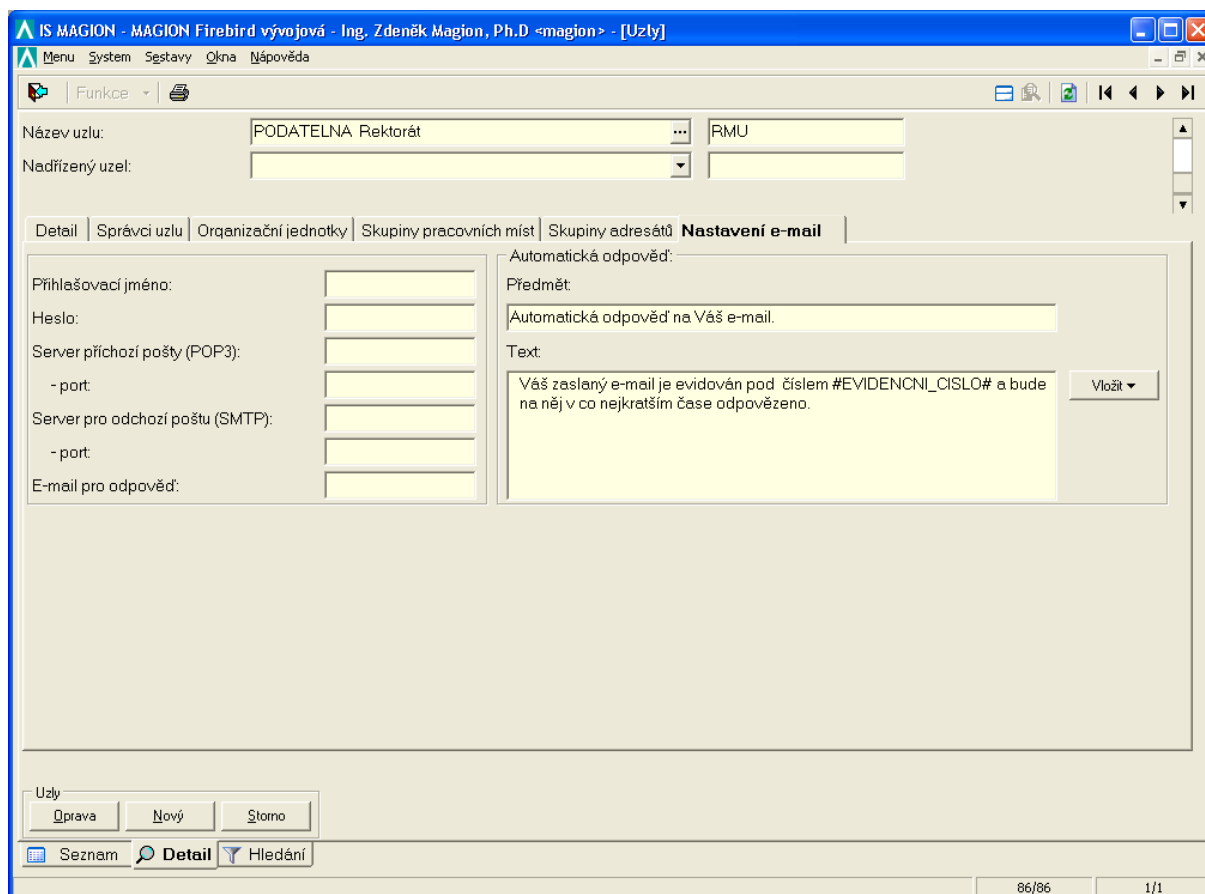 IS MAGION - MAGION Firebird vývojová - Ing. Zdeněk Magion, Ph.D <magion> - [Uzly]
Menu System Sestavy Okna Nápověda
Funkce
Název uzlu: PODATELNA Rektorát ... RMU
Nadřízený uzel:
Detail Správci uzlu Organizační jednotky Skupiny pracovních míst Skupiny adresátů Nastavení e-mail
Přihlašovací jméno:
Heslo:
Server příchozí pošty (POP3):
- port:
Server pro odchozí poštu (SMTP):
- port:
E-mail pro odpověď:
Automatická odpověď:
Předmět:
Automatická odpověď na Váš e-mail.
Text:
Váš zaslaný e-mail je evidován pod číslem #EVIDENCNI_CISLO# a bude
na něj v co nejkratším čase odpovězeno.
Vložit
Uzly
Oprava Nový Storno
Seznam Detail Hledání
86/86 1/1